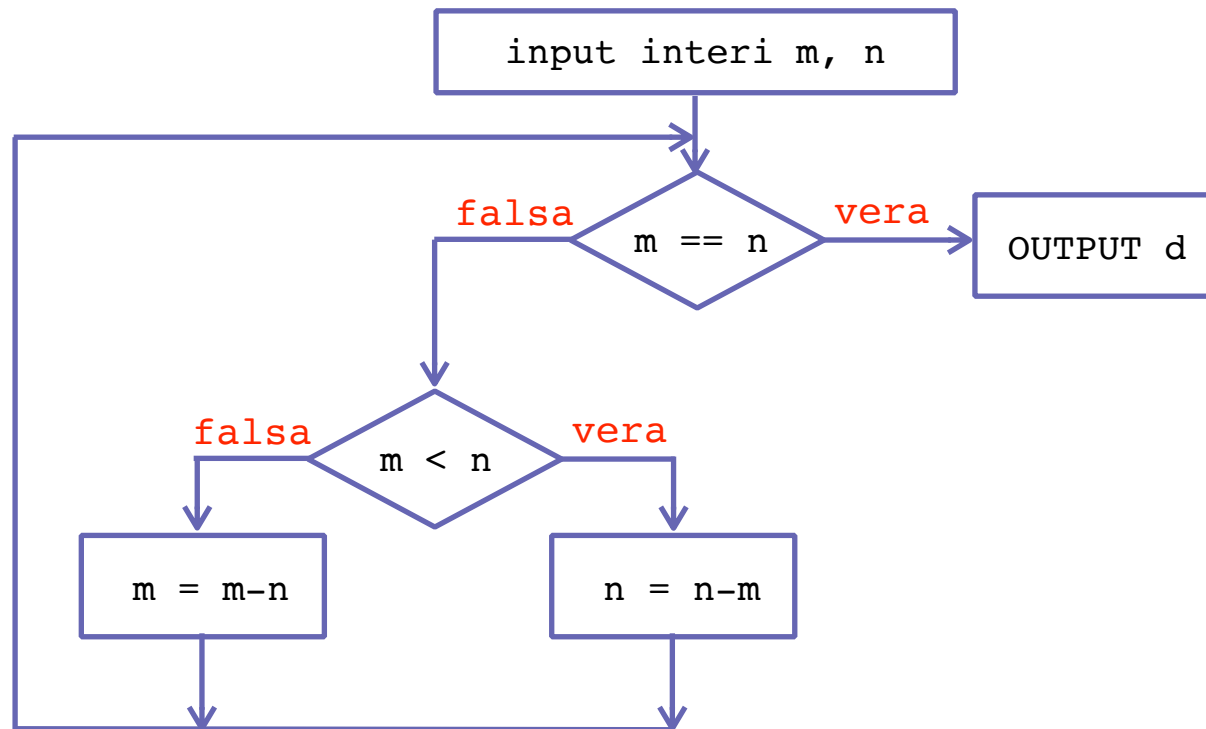 input interi m, n
falsa
vera
m == n
OUTPUT d
falsa
vera
m < n
m = m-n
n = n-m